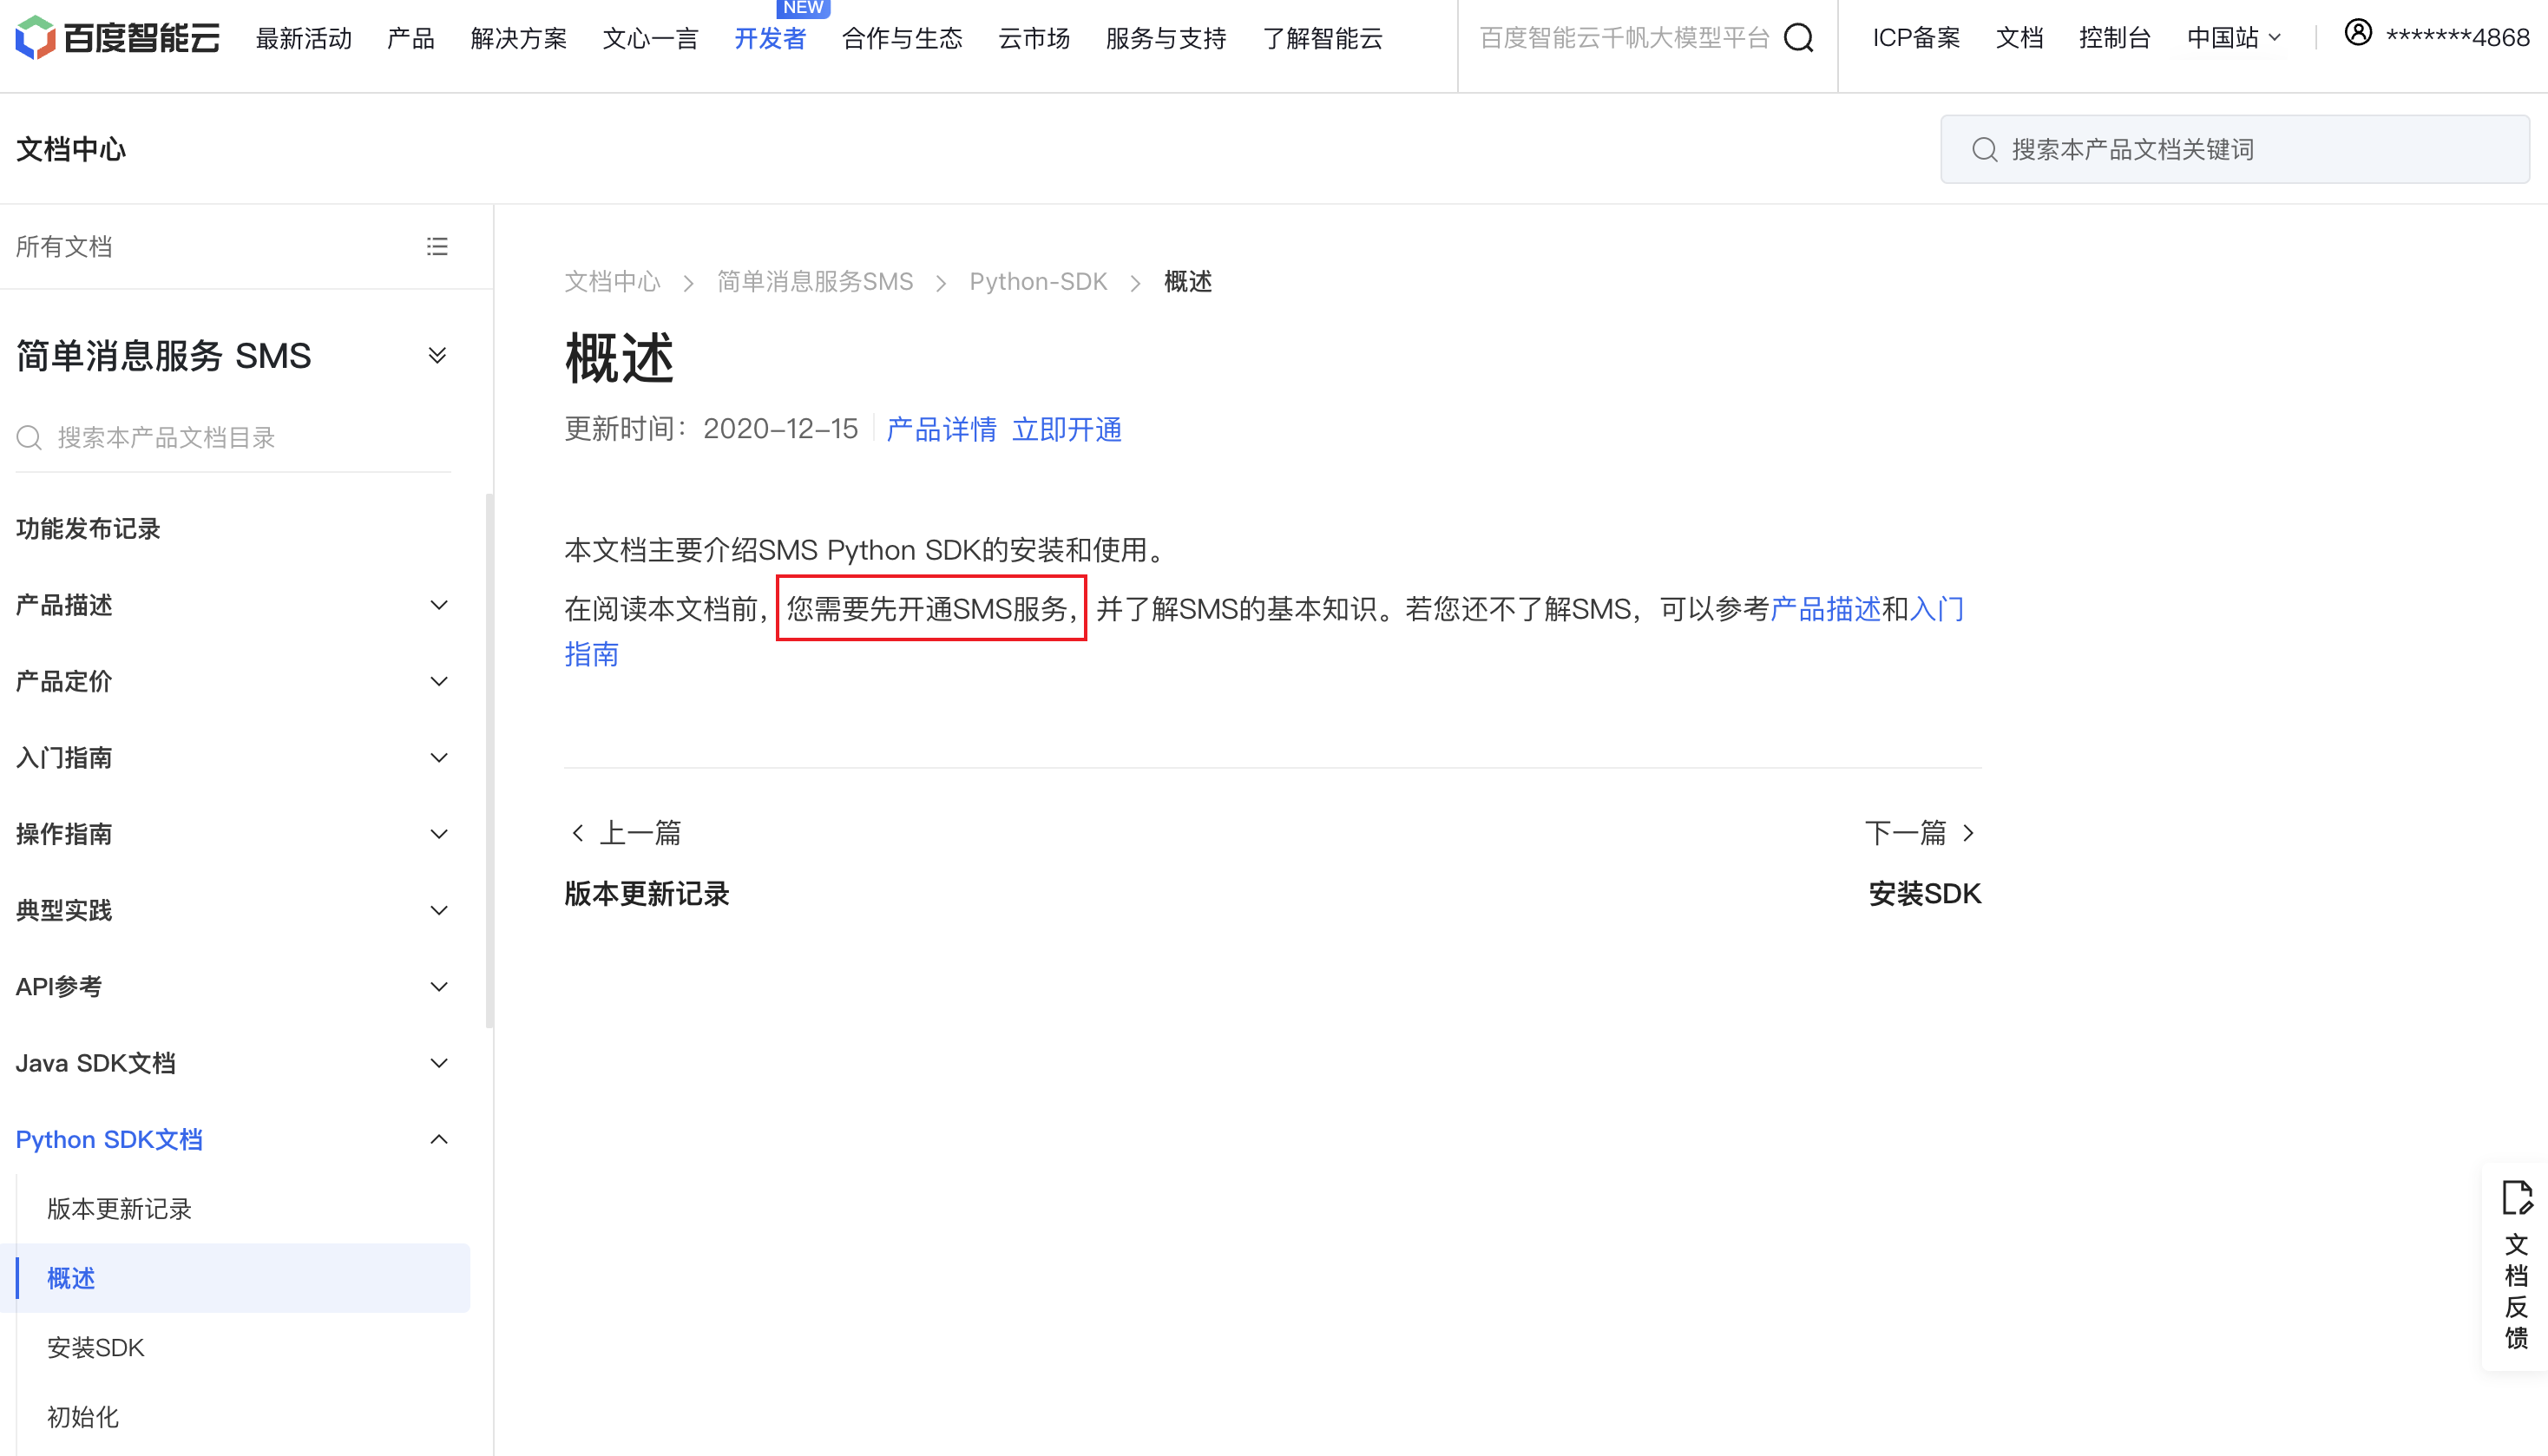 百度智能云
最新活动
产品
解决方案
文心一言
开发者
NEW
合作与生态
云市场
服务与支持
了解智能云
百度智能云千帆大模型平台
ICP备案
文档
控制台
中国站
*******4868
文档中心
搜索本产品文档关键词
所有文档
简单消息服务 SMS
搜索本产品文档目录
功能发布记录
产品描述
产品定价
入门指南
操作指南
典型实践
API参考
Java SDK文档
Python SDK文档
版本更新记录
概述
安装SDK
初始化
文档中心 > 简单消息服务SMS > Python-SDK > 概述
概述
更新时间：2020-12-15 产品详情 立即开通
本文档主要介绍SMS Python SDK的安装和使用。
在阅读本文档前，您需要先开通SMS服务，并了解SMS的基本知识。若您还不了解SMS，可以参考产品描述和入门
指南
上一篇
版本更新记录
下一篇
安装SDK
文档反馈